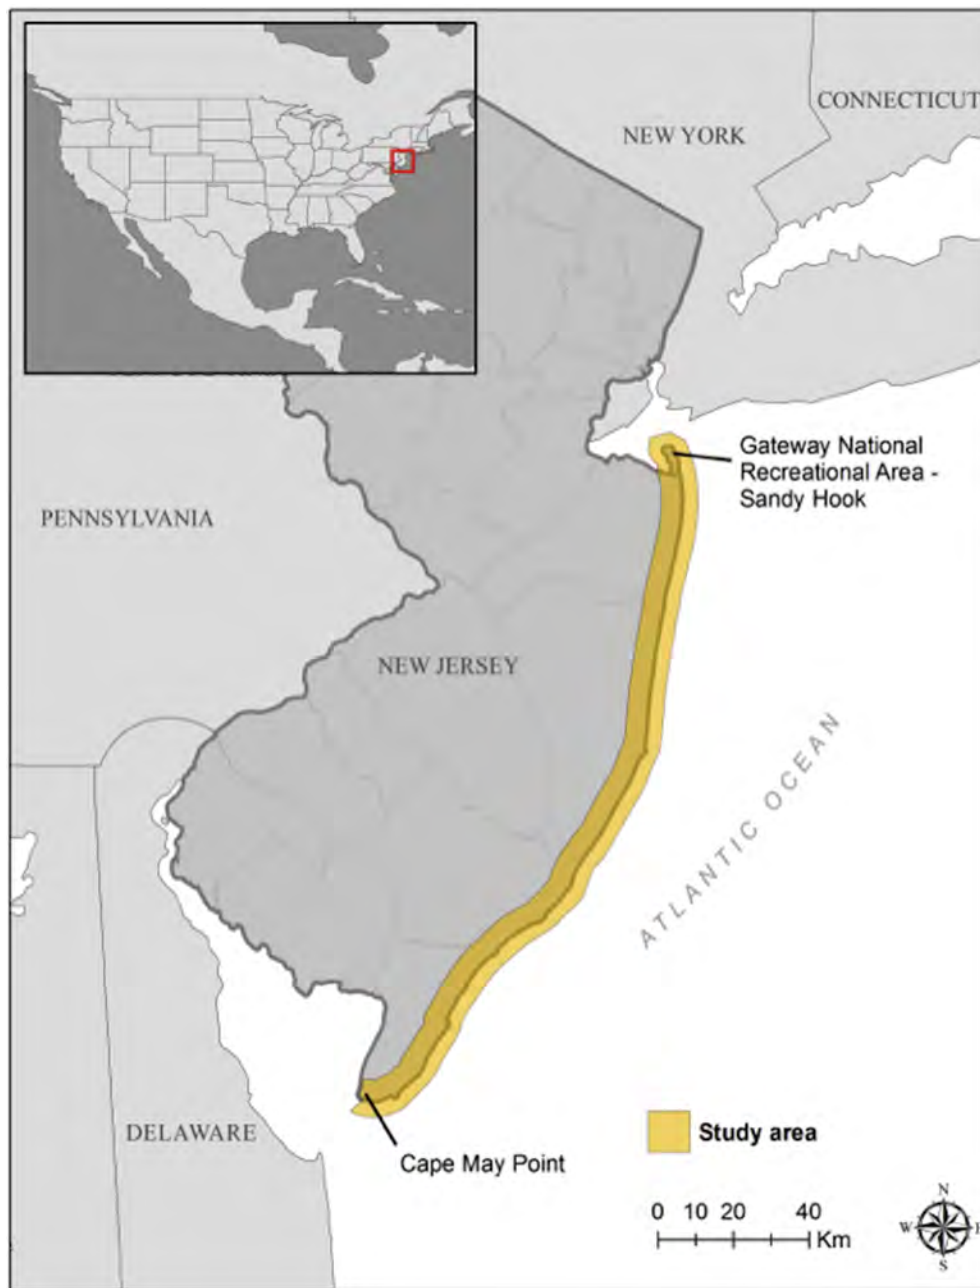 CONNECTICUT
NEW YORK
Gateway National
Recreational Area -
Sandy Hook
PENNSYLVANIA
NEW JERSEY
ATLANTIC OCEAN
DELAWARE
Cape May Point
Study area
0 10 20 40
Km
N
W E
S